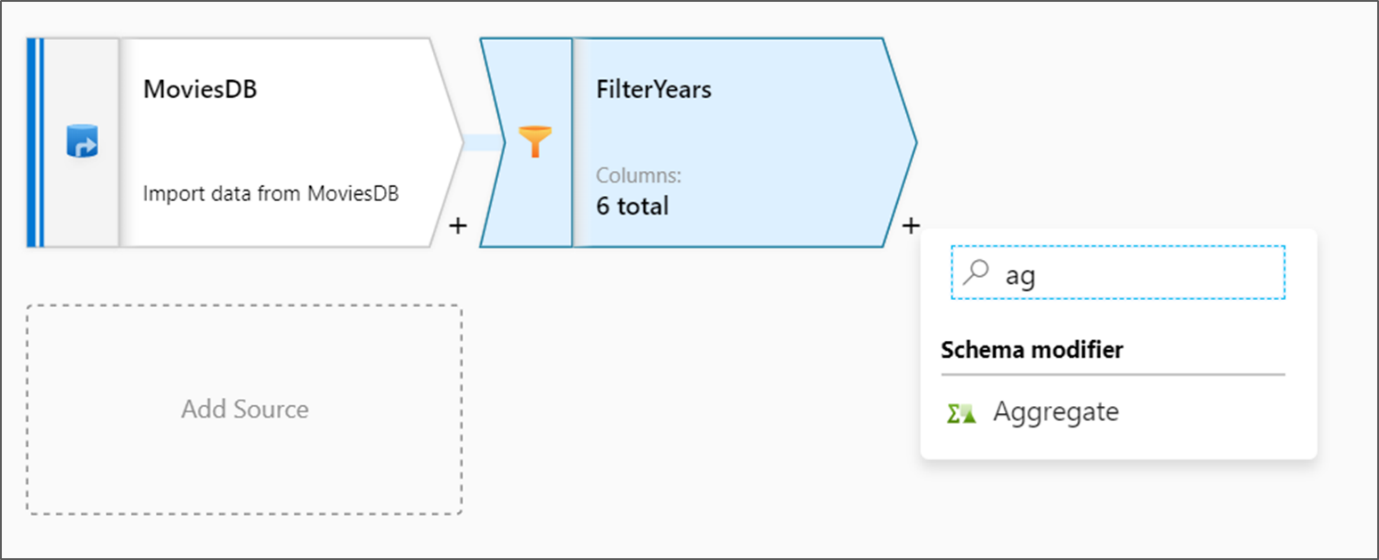 MoviesDB
Import data from MoviesDB
+
FilterYears
Columns:
6 total
+
ag
Schema modifier
Aggregate
Add Source